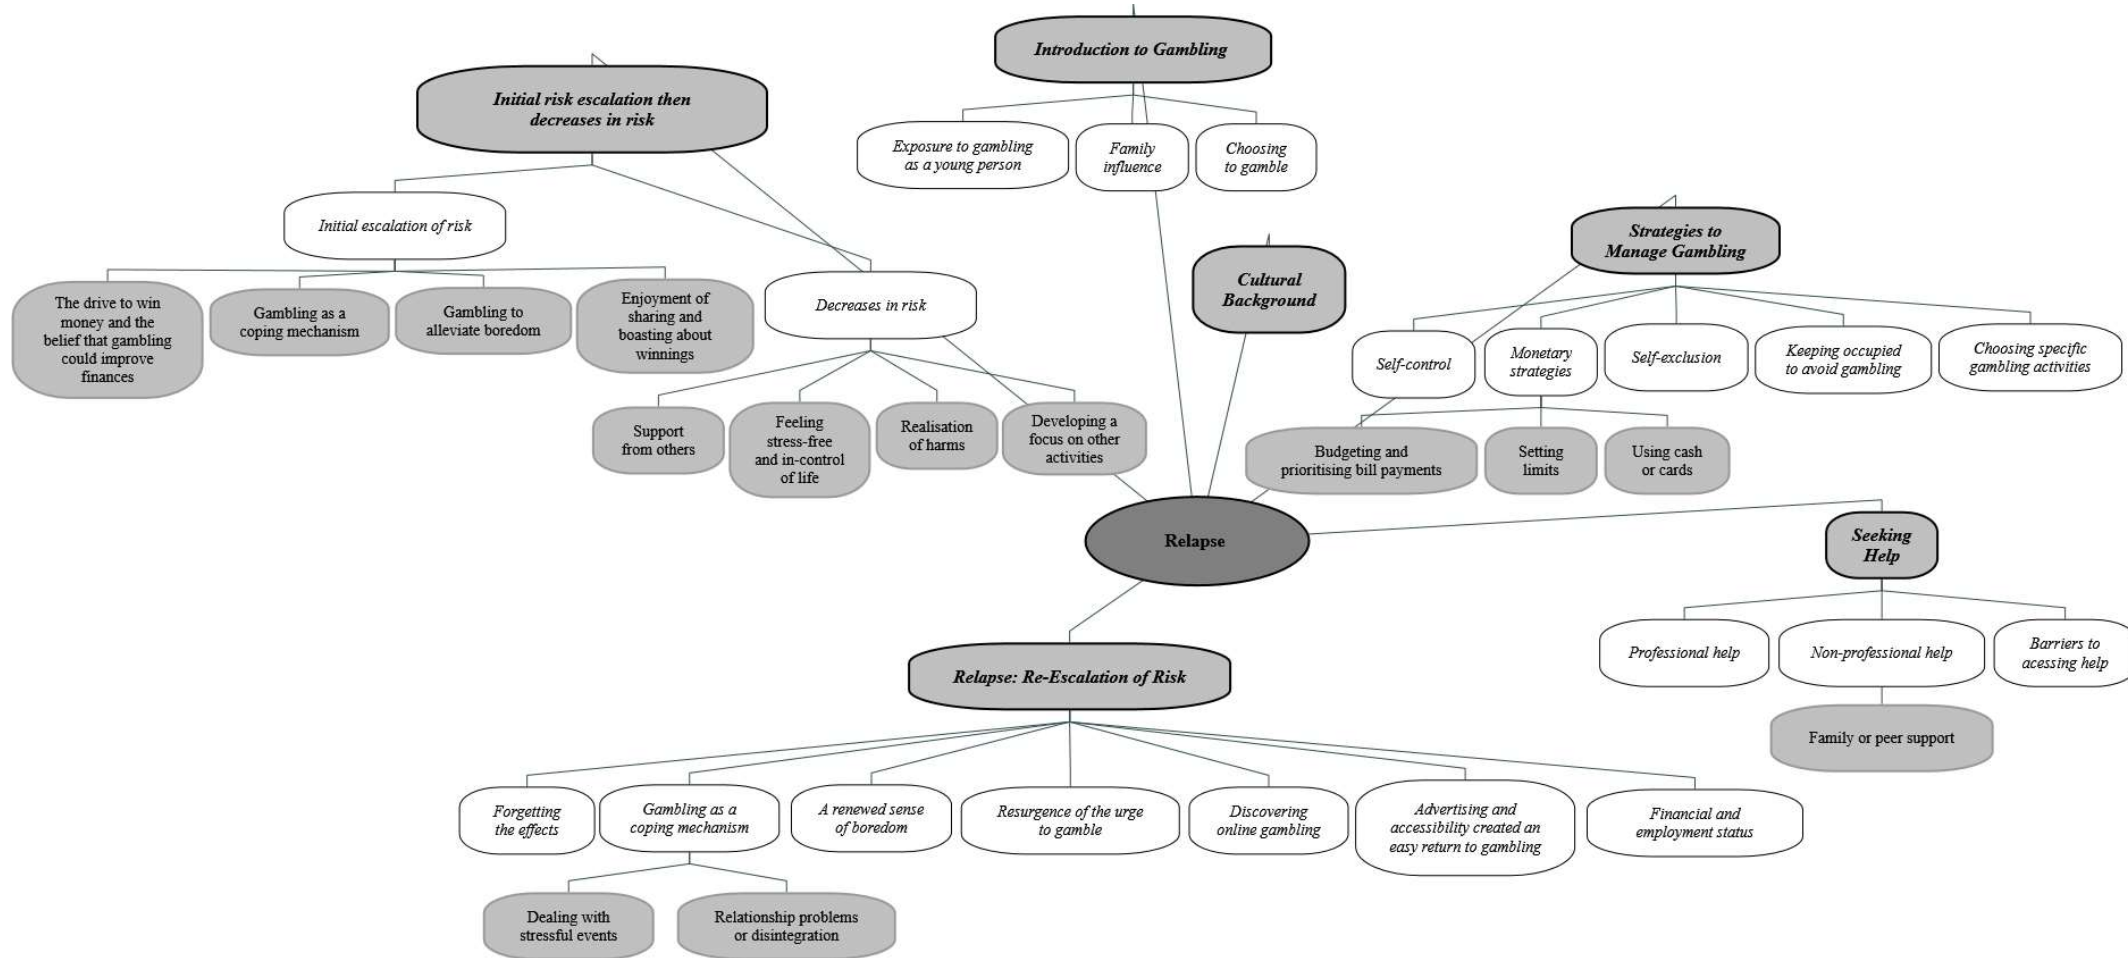 Introduction to Gambling
Initial risk escalation then
decreases in risk
Exposure to gambling
as a young person
Family
influence
Choosing
to gamble
Initial escalation of risk
Strategies to
Manage Gambling
Cultural
Background
The drive to win
money and the
belief that gambling
could improve
finances
Gambling as a
coping mechanism
Gambling to
alleviate boredom
Enjoyment of
sharing and
boasting about
winnings
Decreases in risk
Self-control
Monetary
strategies
Self-exclusion
Keeping occupied
to avoid gambling
Choosing specific
gambling activities
Support
from others
Feeling
stress-free
and in-control
of life
Realisation
of harms
Developing a
focus on other
activities
Budgeting and
prioritising bill payments
Setting
limits
Using cash
or cards
Relapse
Seeking
Help
Professional help
Non-professional help
Barriers to
acessing help
Relapse: Re-Escalation of Risk
Family or peer support
Forgetting
the effects
Gambling as a
coping mechanism
A renewed sense
of boredom
Resurgence of the urge
to gamble
Discovering
online gambling
Advertising and
accessibility created an
easy return to gambling
Financial and
employment status
Dealing with
stressful events
Relationship problems
or disintegration